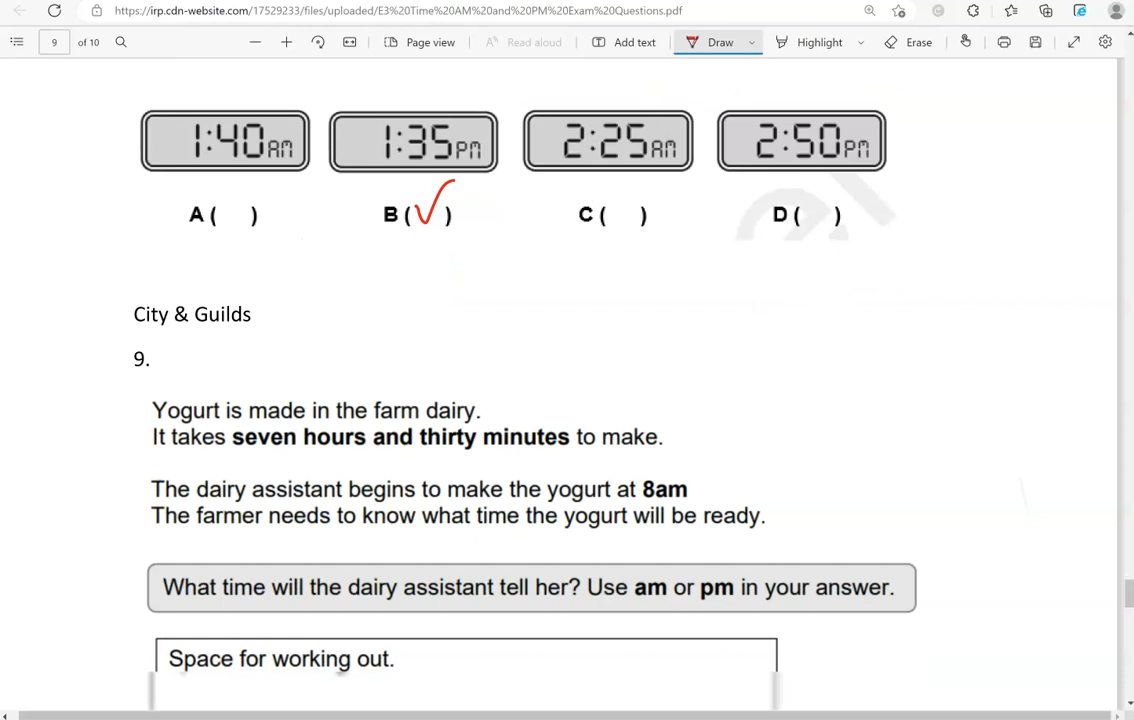 https://irp.cdn-website.com/17529233/files/uploaded/E3%20Time%20AM%20and%20PM%20Exam%20Questions.pdf
9 of 10 Page view Read aloud Add text Draw Highlight Erase
1:40AM 1:35PM 2:25AM 2:50PM
A ( ) B (✓) C ( ) D ( )
City & Guilds
9.
Yogurt is made in the farm dairy.
It takes seven hours and thirty minutes to make.
The dairy assistant begins to make the yogurt at 8am
The farmer needs to know what time the yogurt will be ready.
What time will the dairy assistant tell her? Use am or pm in your answer.
Space for working out.